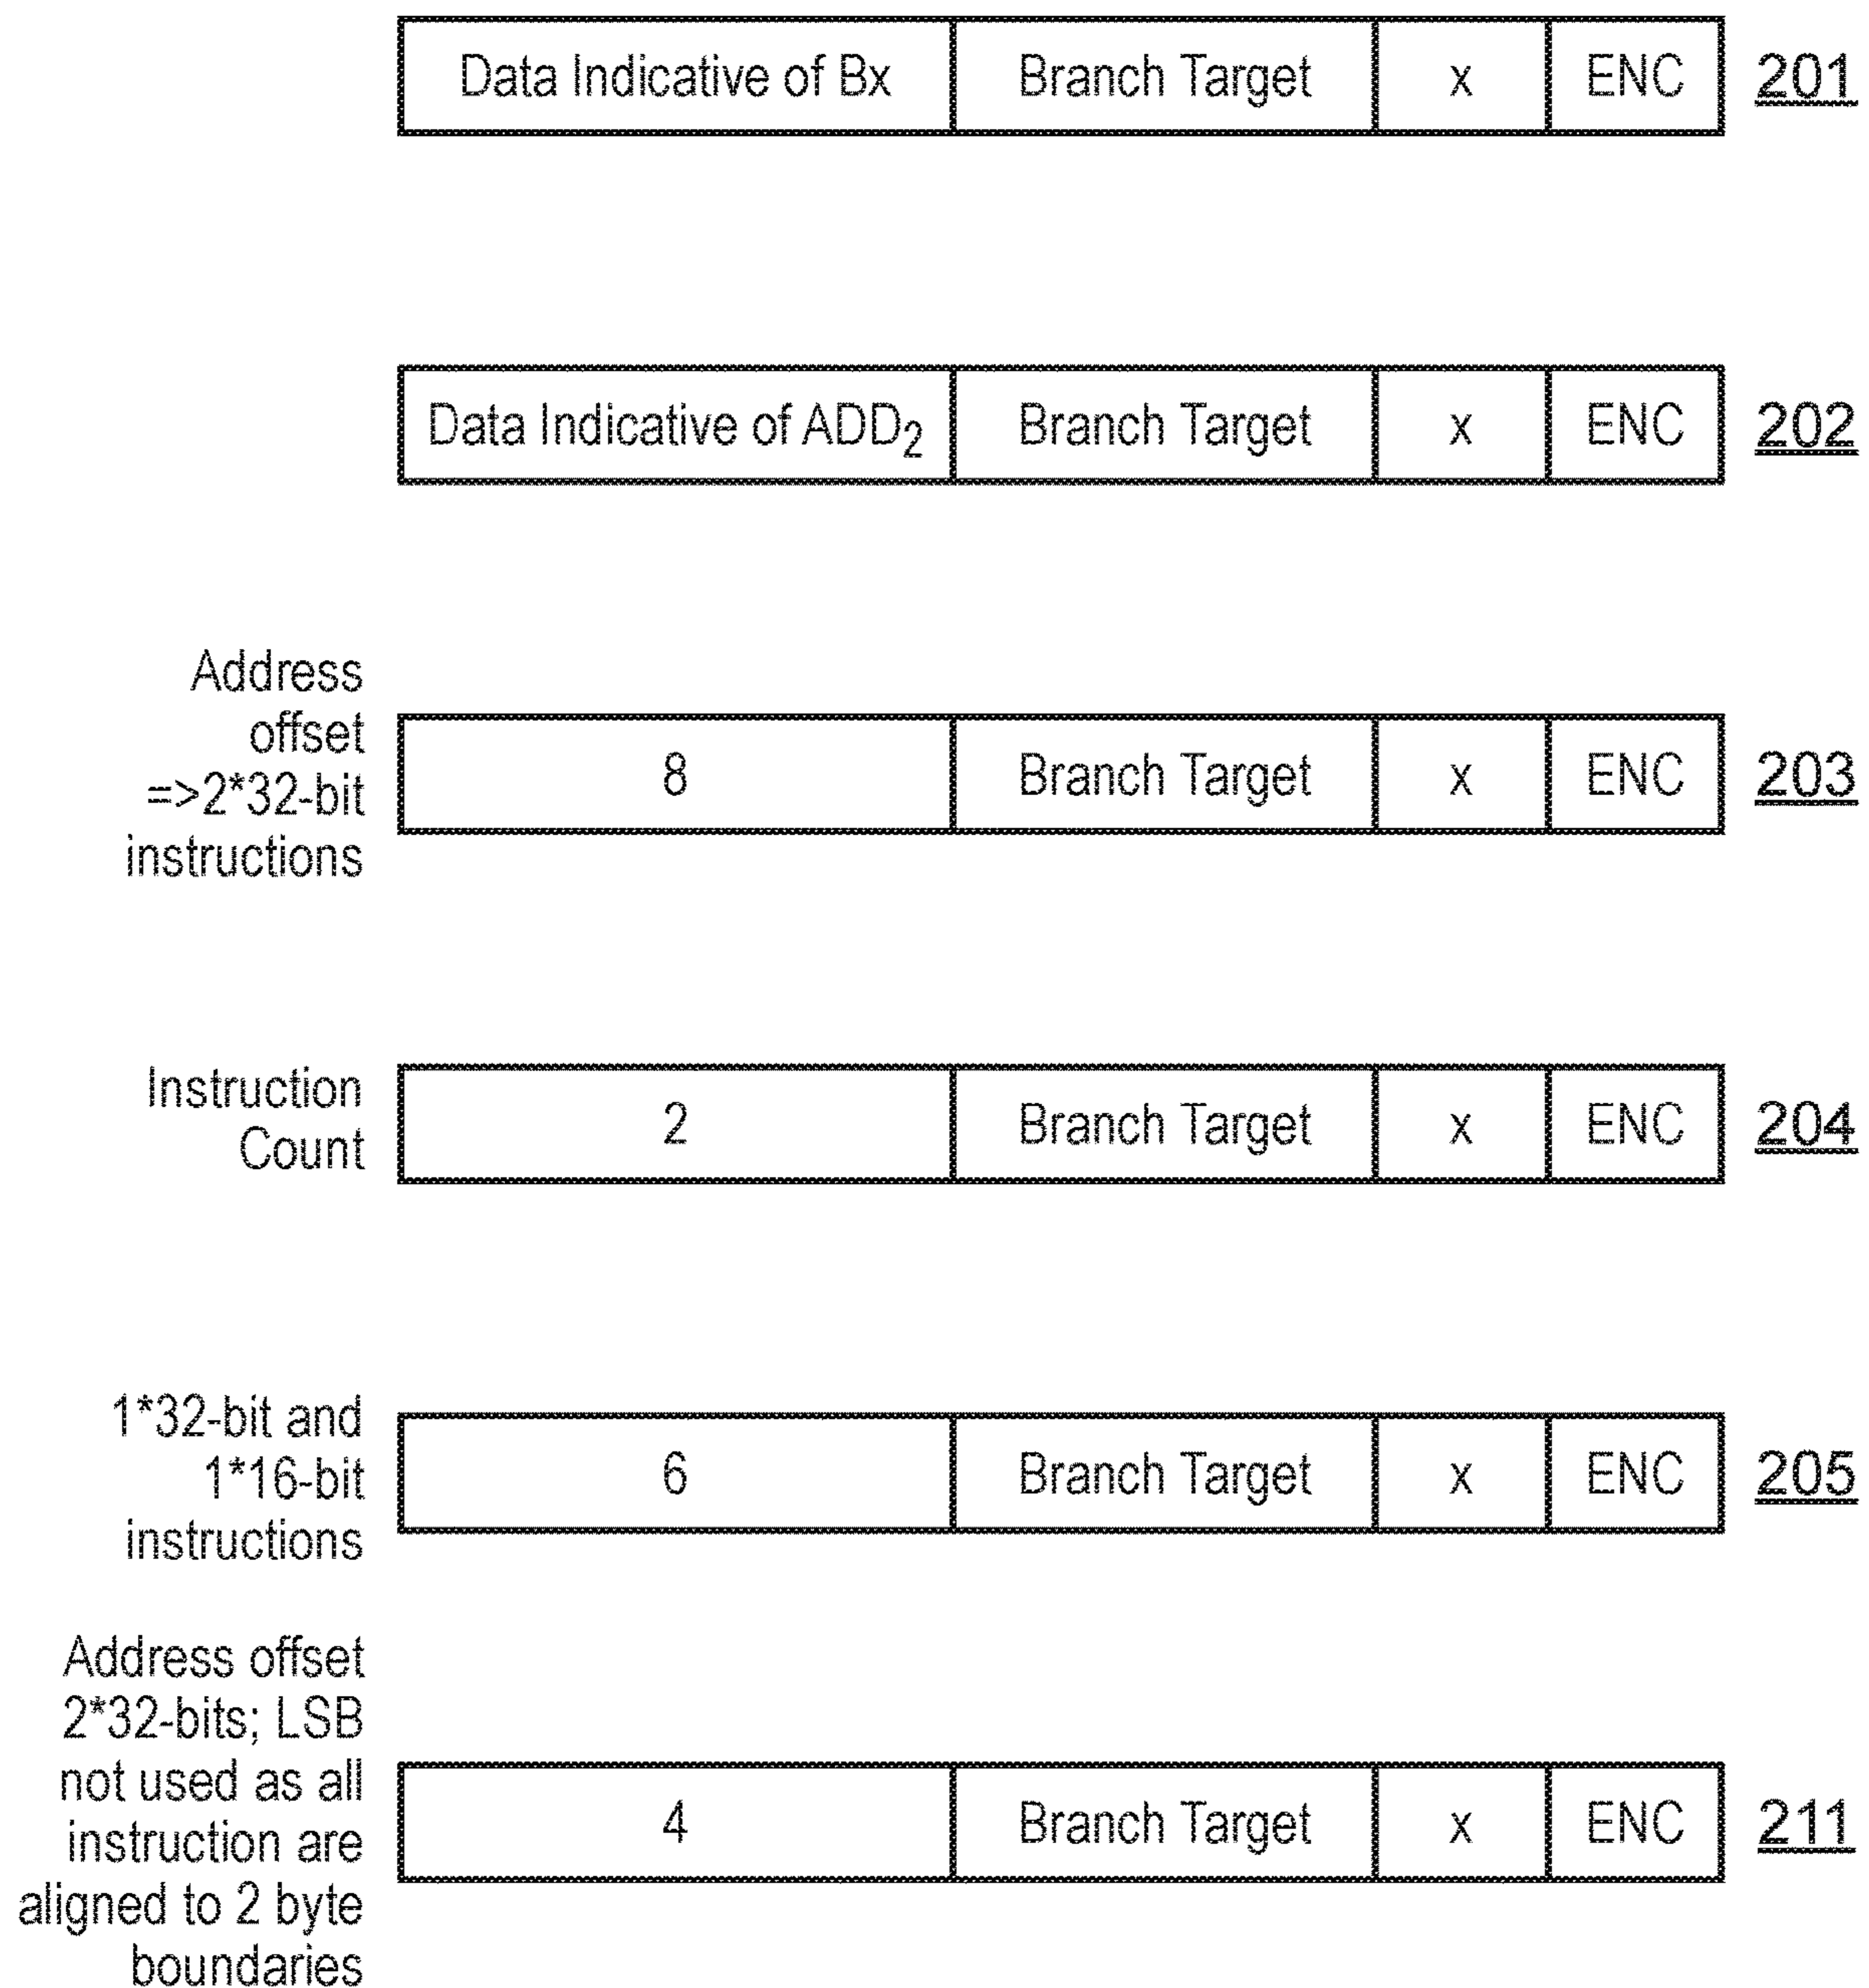 Data Indicative of Bx Branch Target x ENC 201
Data Indicative of ADD2 Branch Target x ENC 202
Address
offset
=>2*32-bit
instructions
8 Branch Target x ENC 203
Instruction
Count
2 Branch Target x ENC 204
1*32-bit and
1*16-bit
instructions
6 Branch Target x ENC 205
Address offset
2*32-bits; LSB
not used as all
instruction are
aligned to 2 byte
boundaries
4 Branch Target x ENC 211